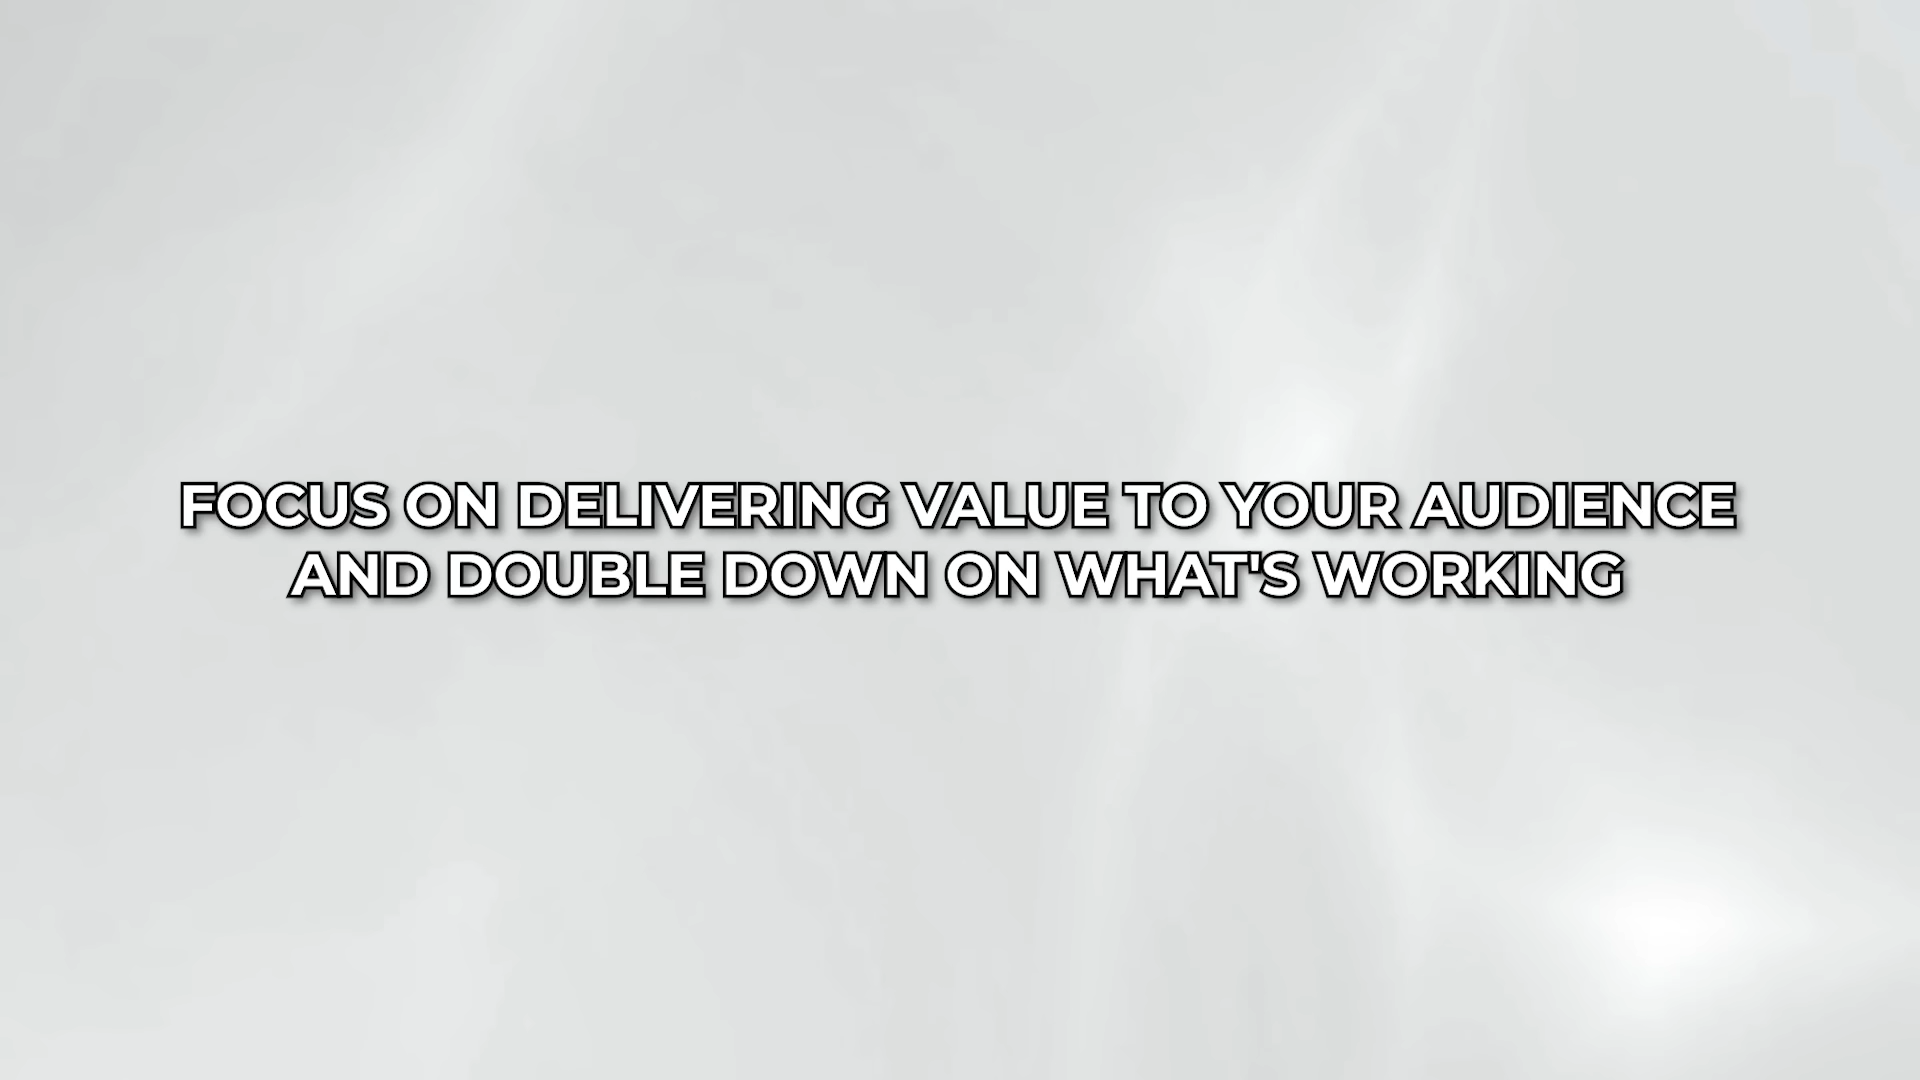 FOCUS ON DELIVERING VALUE TO YOUR AUDIENCE
AND DOUBLE DOWN ON WHAT'S WORKING